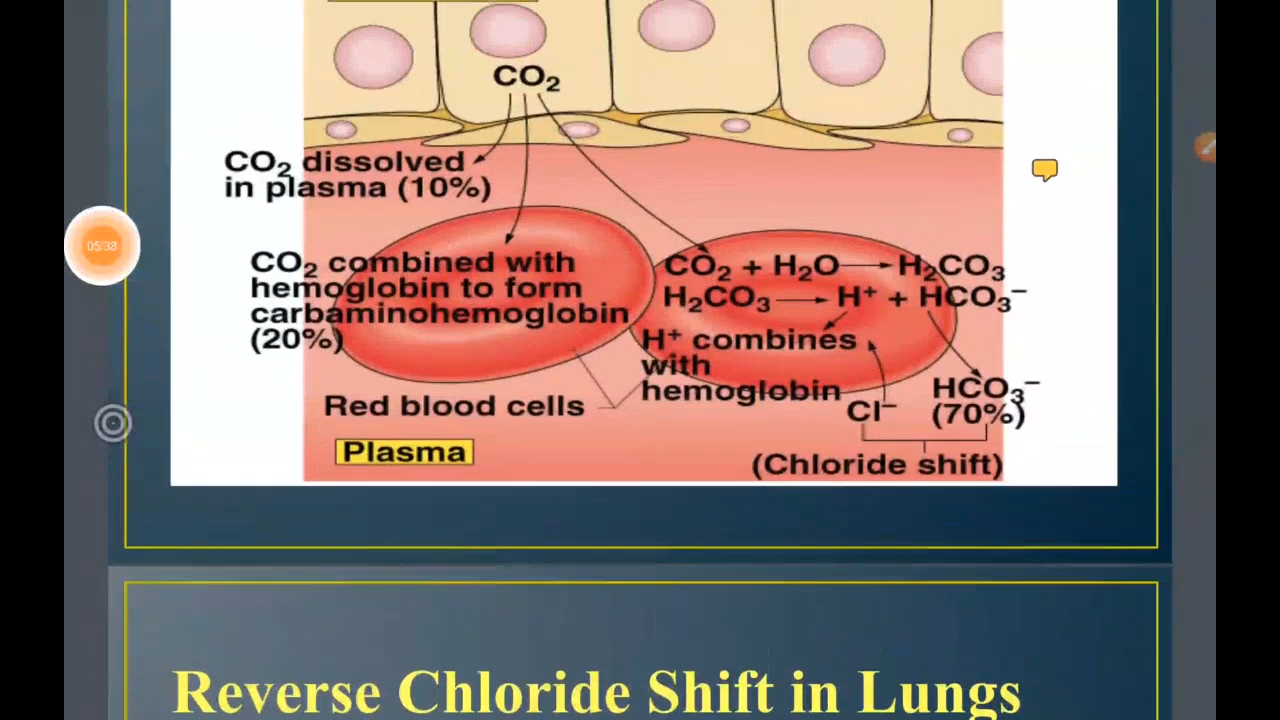 CO₂
CO₂ dissolved
in plasma (10%)
CO₂ combined with
hemoglobin to form
carbaminohemoglobin
(20%)
CO₂ + H₂O → H₂CO₃
H₂CO₃ → H⁺ + HCO₃⁻
H⁺ combines
with
hemoglobin
Red blood cells
Cl⁻
HCO₃⁻
(70%)
Plasma
(Chloride shift)
05:38
Reverse Chloride Shift in Lungs